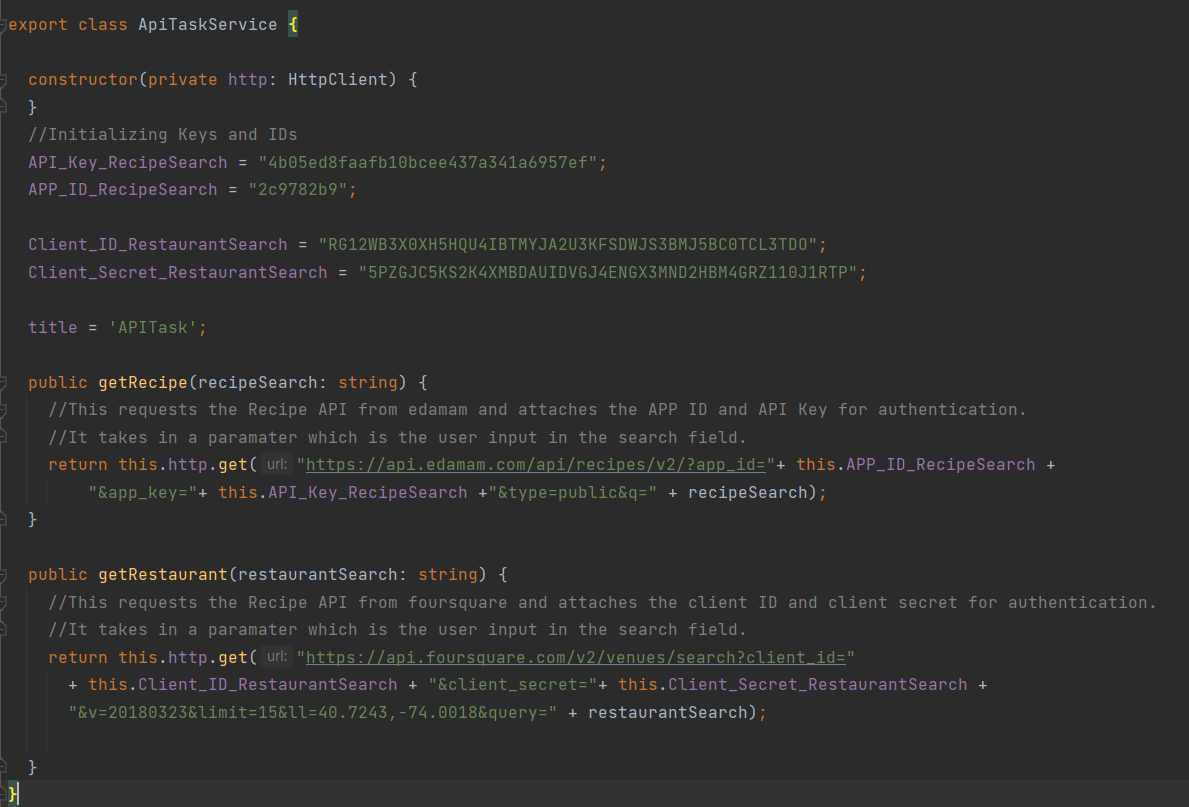 export class ApiTaskService {
constructor(private http: HttpClient) {
}
//Initializing Keys and IDs
API_Key_RecipeSearch = "4b05ed8faafb10bcee437a341a6957ef";
APP_ID_RecipeSearch = "2c9782b9";
Client_ID_RestaurantSearch = "RG12WB3X0XH5HQU4IBTMYJA2U3KFSDWJS3BMJ5BC0TCL3TDO";
Client_Secret_RestaurantSearch = "5PZGJC5KS2K4XMBDAUIDVGJ4ENGX3MND2HBM4GRZ110J1RTP";
title = 'APITask';
public getRecipe(recipeSearch: string) {
//This requests the Recipe API from edamam and attaches the APP ID and API Key for authentication.
//It takes in a paramater which is the user input in the search field.
return this.http.get( url: "https://api.edamam.com/api/recipes/v2/?app_id="+ this.APP_ID_RecipeSearch +
"&app_key="+ this.API_Key_RecipeSearch +"&type=public&q=" + recipeSearch);
}
public getRestaurant(restaurantSearch: string) {
//This requests the Recipe API from foursquare and attaches the client ID and client secret for authentication.
//It takes in a paramater which is the user input in the search field.
return this.http.get( url: "https://api.foursquare.com/v2/venues/search?client_id="
+ this.Client_ID_RestaurantSearch + "&client_secret="+ this.Client_Secret_RestaurantSearch +
"&v=20180323&limit=15&ll=40.7243,-74.0018&query=" + restaurantSearch);
}
}